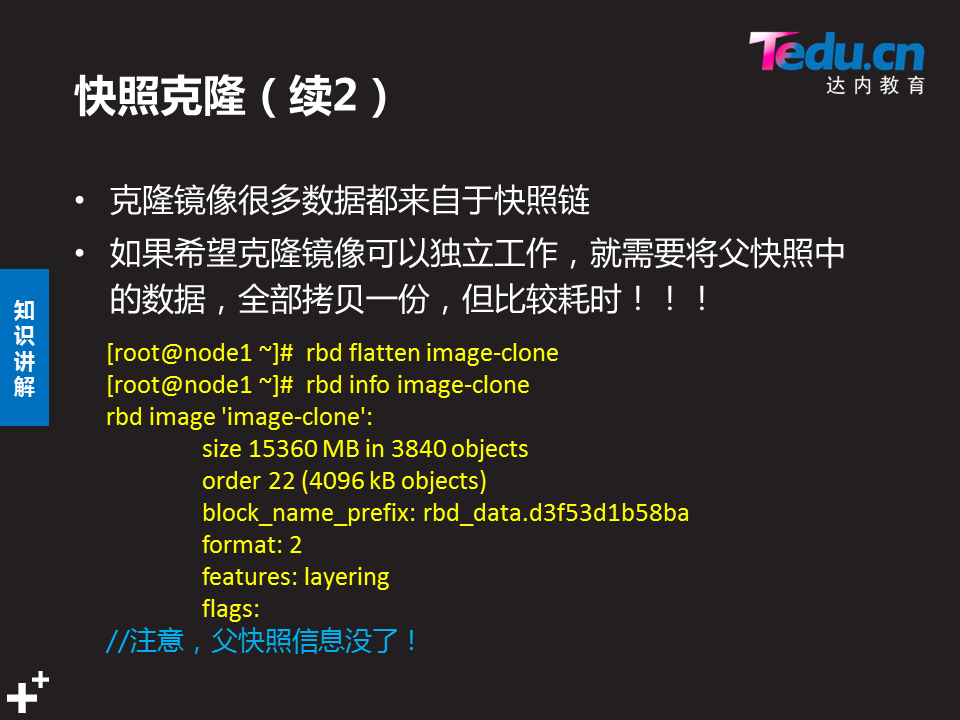 Tedu.cn
达内教育
快照克隆（续2）
• 克隆镜像很多数据都来自于快照链
• 如果希望克隆镜像可以独立工作，就需要将父快照中
的数据，全部拷贝一份，但比较耗时！！！
知识讲解
[root@node1 ~]# rbd flatten image-clone
[root@node1 ~]# rbd info image-clone
rbd image 'image-clone':
size 15360 MB in 3840 objects
order 22 (4096 kB objects)
block_name_prefix: rbd_data.d3f53d1b58ba
format: 2
features: layering
flags:
//注意，父快照信息没了！